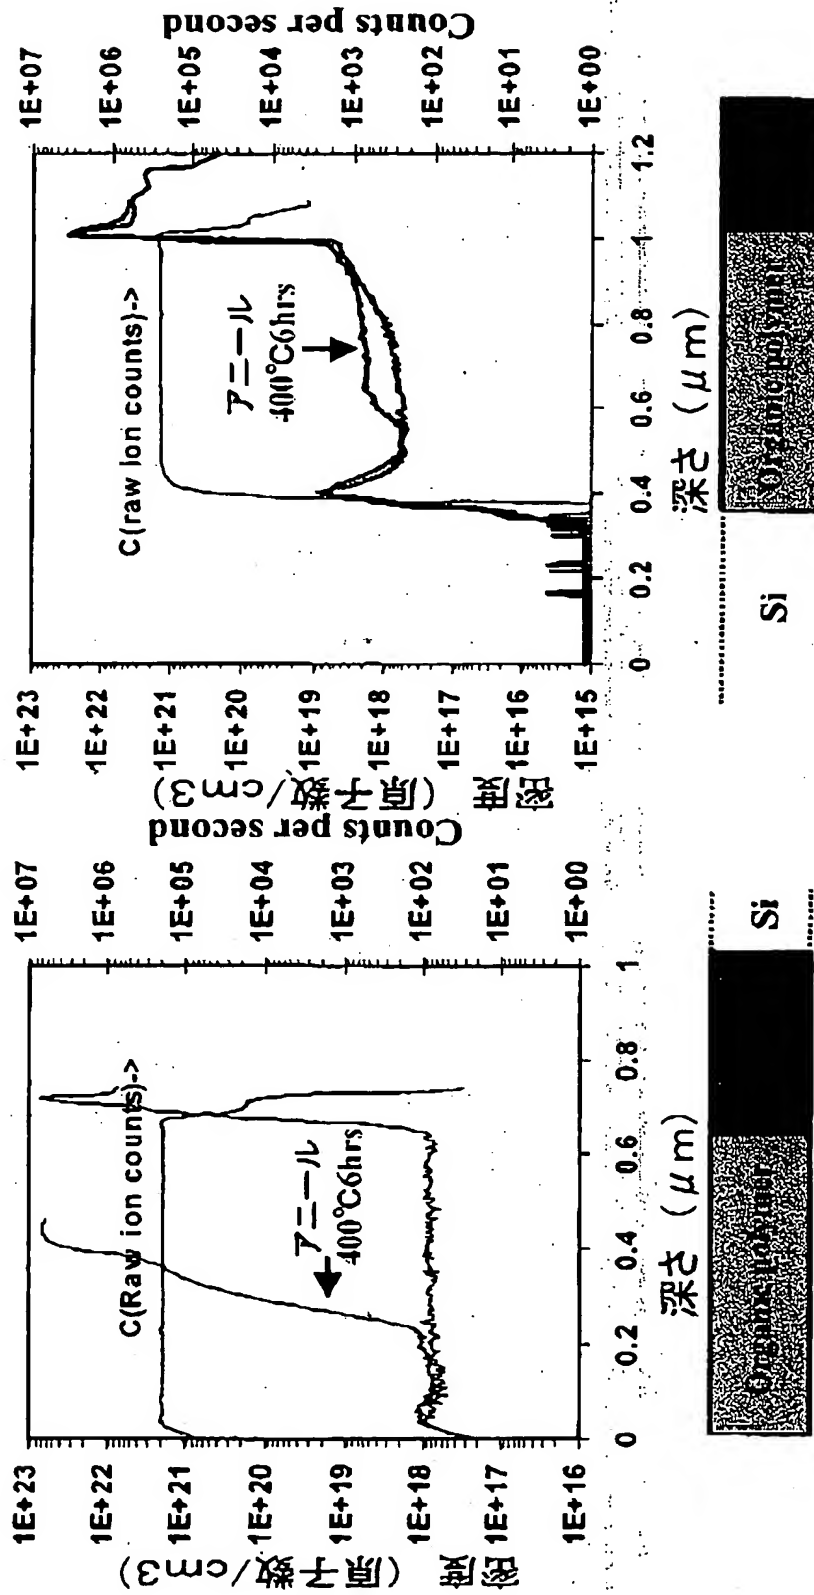 Counts per second
1E+07
1E+06
1E+05
1E+04
1E+03
1E+02
1E+01
1E+00
C(raw ion counts)->
アニール
400°C6hrs
1E+23
1E+22
1E+21
1E+20
1E+19
1E+18
1E+17
1E+16
1E+15
密度 (原子数/cm3)
0
0.2
0.4
0.6
0.8
1
1.2
深さ (μm)
Si
Organic polymer
Counts per second
1E+07
1E+06
1E+05
1E+04
1E+03
1E+02
1E+01
1E+00
C(Raw ion counts)->
アニール
400°C6hrs
1E+23
1E+22
1E+21
1E+20
1E+19
1E+18
1E+17
1E+16
密度 (原子数/cm3)
0
0.2
0.4
0.6
0.8
1
深さ (μm)
Organic polymer
Si